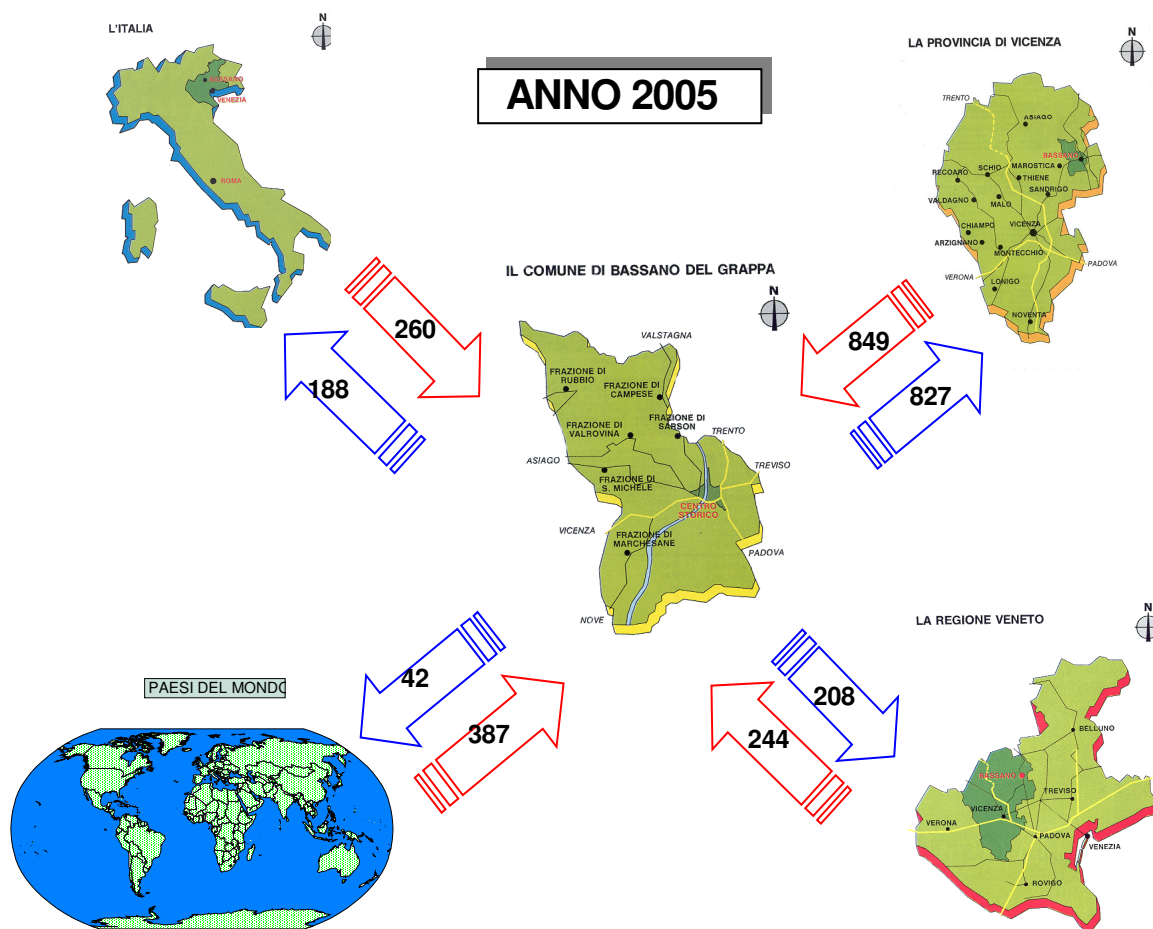 L'ITALIA
N
BASSANO
VENEZIA
ROMA
ANNO 2005
LA PROVINCIA DI VICENZA
N
TRENTO
ASIAGO
BASSANO
MAROSTICA
SCHIO
RECOARO
THIENE
SANDRIGO
VALDAGNO
MALO
CHIAMPO
VICENZA
ARZIGNANO
MONTECCHIO
PADOVA
VERONA
LONIGO
NOVENTA
260
188
849
827
IL COMUNE DI BASSANO DEL GRAPPA
N
VALSTAGNA
FRAZIONE DI
RUBBIO
FRAZIONE DI
CAMPESE
FRAZIONE DI
SARSON
FRAZIONE DI
VALROVINA
TRENTO
ASIAGO
TREVISO
FRAZIONE DI
S. MICHELE
CENTRO
STORICO
VICENZA
FRAZIONE DI
MARCHESANE
PADOVA
NOVE
42
387
208
244
PAESI DEL MONDO
LA REGIONE VENETO
N
BELLUNO
BASSANO
TREVISO
VICENZA
VERONA
PADOVA
VENEZIA
ROVIGO